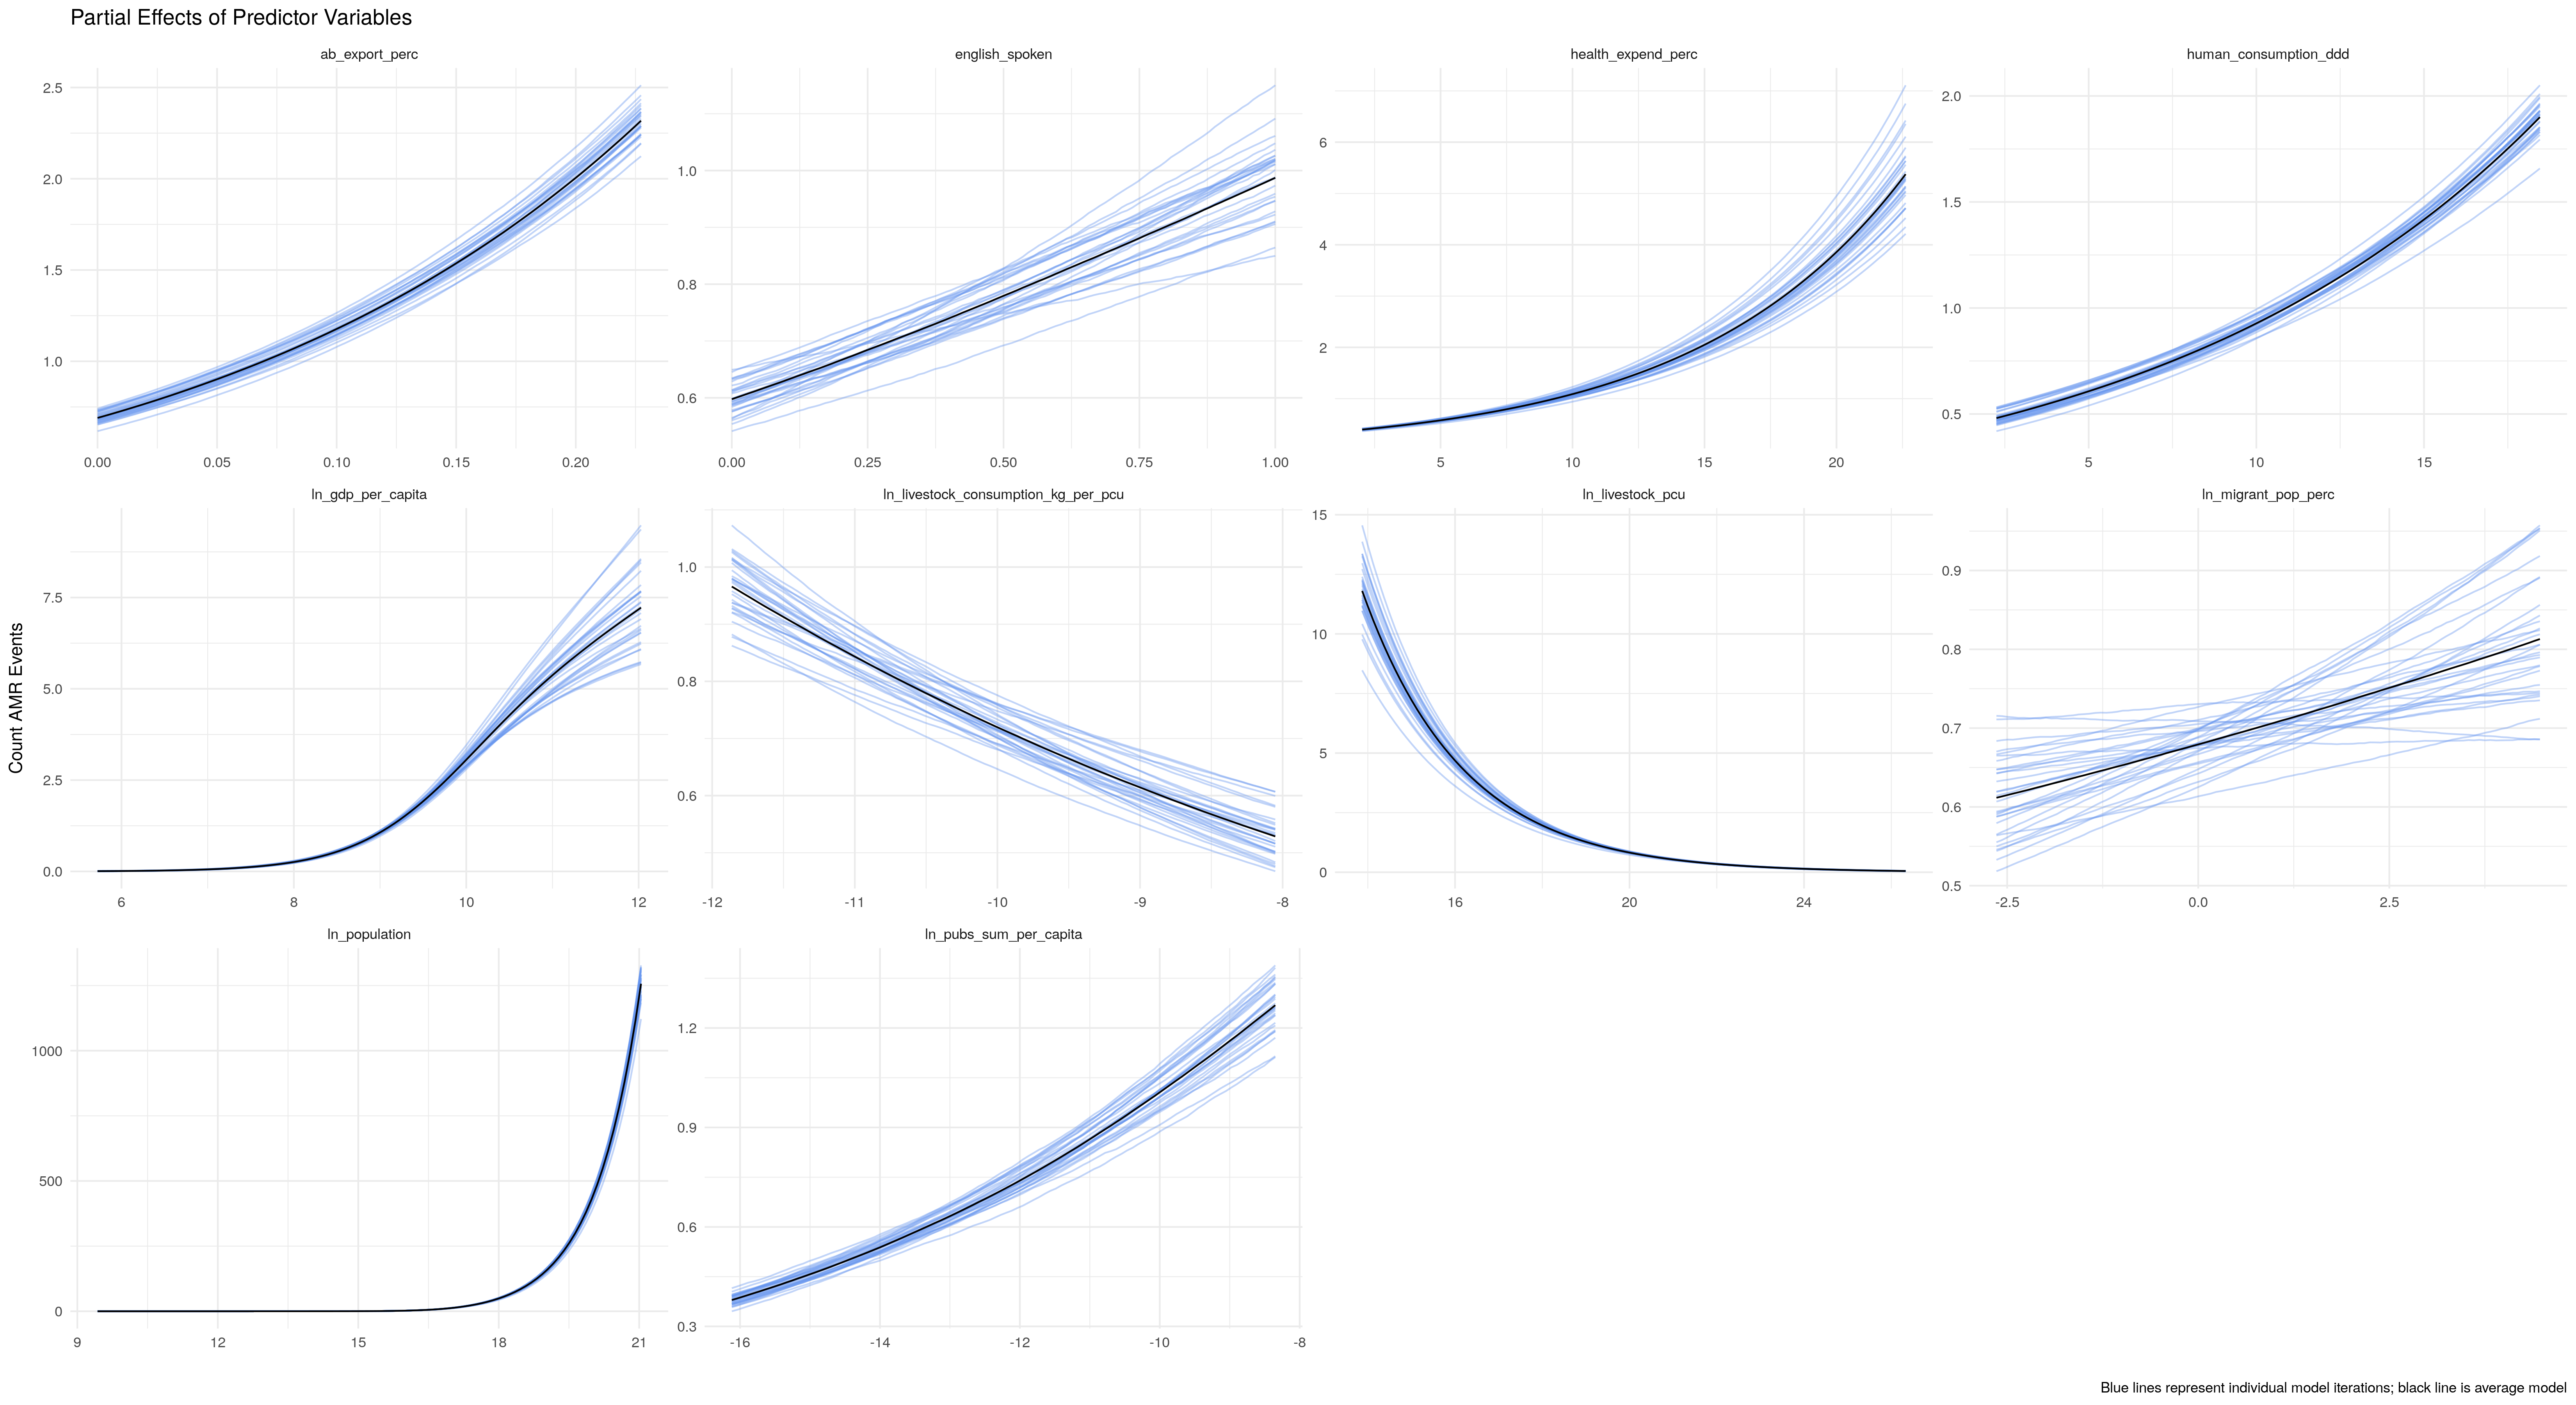 Partial Effects of Predictor Variables
ab_export_perc english_spoken health_expend_perc human_consumption_ddd
2.5
2.0
1.5
1.0
1.0
0.8
0.6
6
4
2
2.0
1.5
1.0
0.5
0.00 0.05 0.10 0.15 0.20
0.00 0.25 0.50 0.75 1.00
5 10 15 20
5 10 15
ln_gdp_per_capita ln_livestock_consumption_kg_per_pcu ln_livestock_pcu ln_migrant_pop_perc
Count AMR Events
7.5
5.0
2.5
0.0
1.0
0.8
0.6
15
10
5
0
0.9
0.8
0.7
0.6
0.5
6 8 10 12
-12 -11 -10 -9 -8
16 20 24
-2.5 0.0 2.5
ln_population ln_pubs_sum_per_capita
1000
500
0
1.2
0.9
0.6
0.3
9 12 15 18 21
-16 -14 -12 -10 -8
Blue lines represent individual model iterations; black line is average model